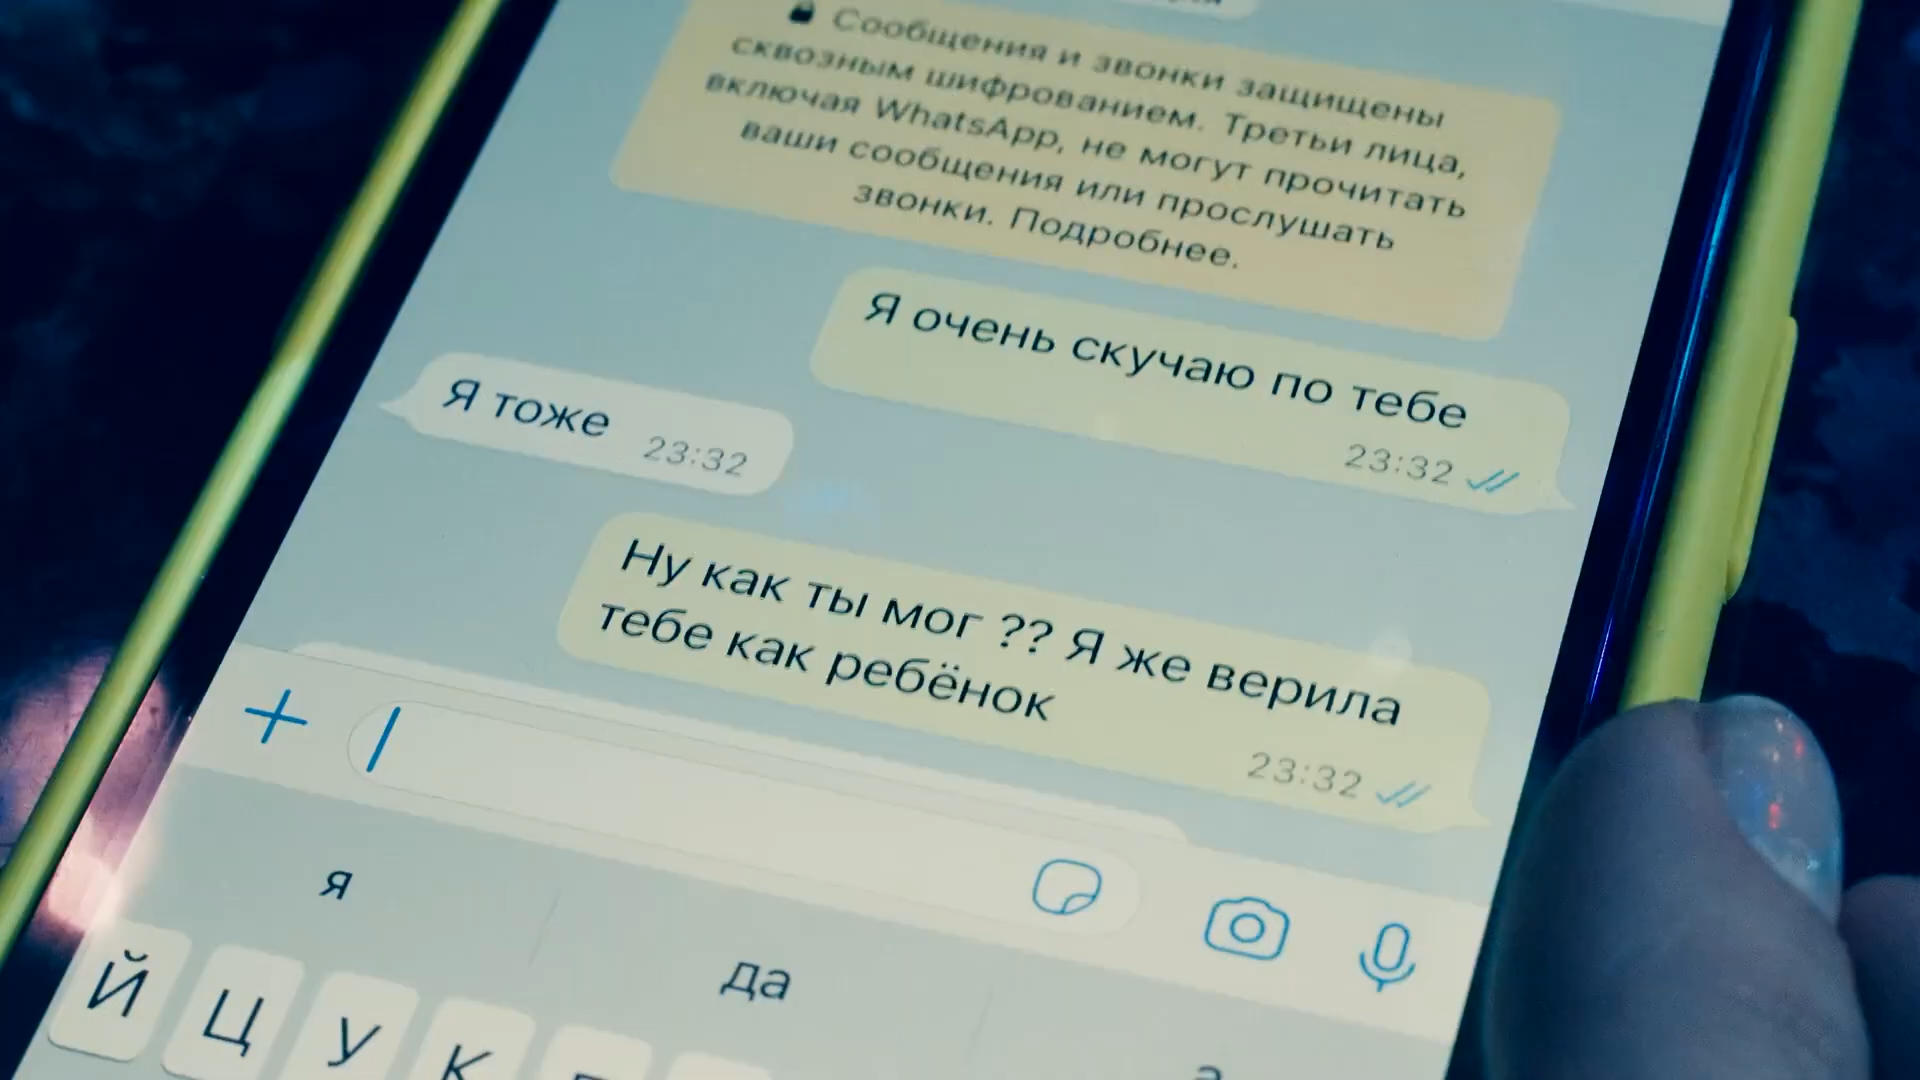 Сообщения и звонки защищены
сквозным шифрованием. Третьи лица,
включая WhatsApp, не могут прочитать
ваши сообщения или прослушать
звонки. Подробнее.
Я очень скучаю по тебе
23:32
Я тоже 23:32
Ну как ты мог ?? Я же верила
тебе как ребёнок
23:32
я
да
а
Й Ц У К